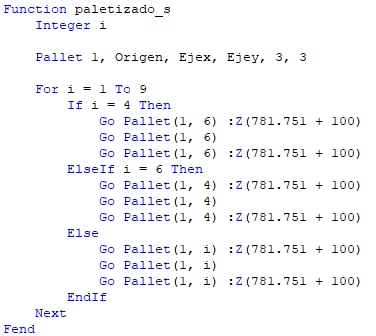 Function paletizado_s
Integer i
Pallet 1, Origen, Ejex, Ejey, 3, 3
For i = 1 To 9
If i = 4 Then
Go Pallet(1, 6) :Z(781.751 + 100)
Go Pallet(1, 6)
Go Pallet(1, 6) :Z(781.751 + 100)
ElseIf i = 6 Then
Go Pallet(1, 4) :Z(781.751 + 100)
Go Pallet(1, 4)
Go Pallet(1, 4) :Z(781.751 + 100)
Else
Go Pallet(1, i) :Z(781.751 + 100)
Go Pallet(1, i)
Go Pallet(1, i) :Z(781.751 + 100)
EndIf
Next
Fend